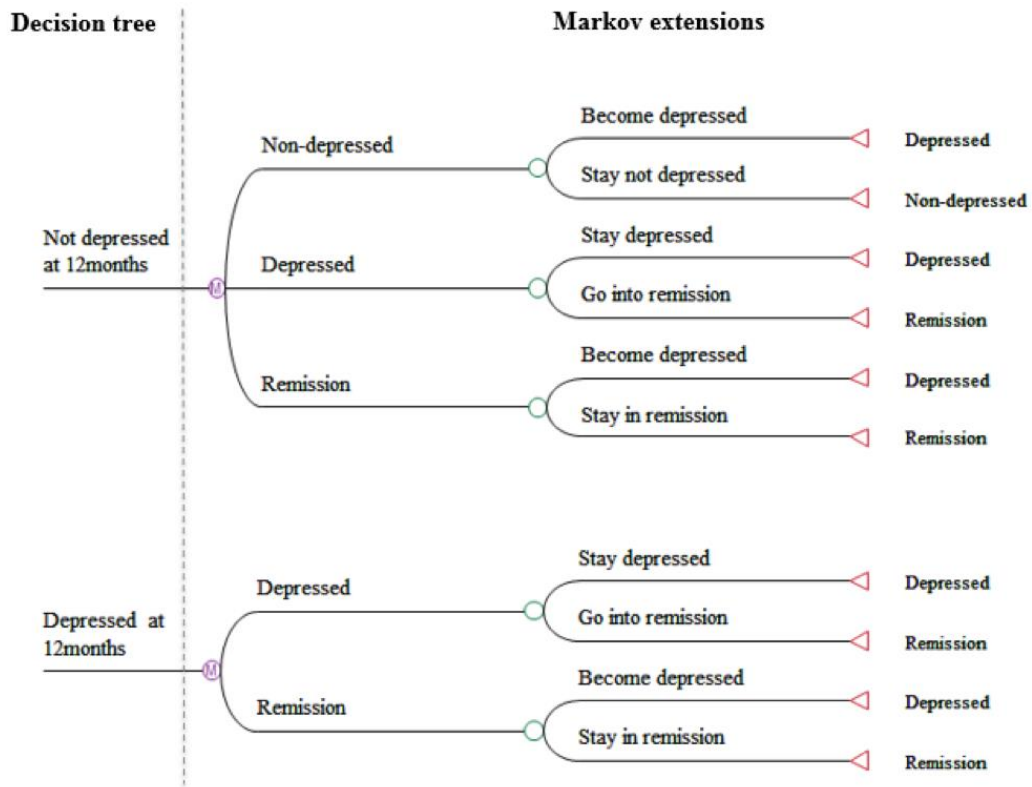 Decision tree
Markov extensions
Become depressed
Depressed
Non-depressed
Stay not depressed
Non-depressed
Stay depressed
Not depressed
at 12months
Depressed
Depressed
M
Go into remission
Remission
Become depressed
Depressed
Remission
Stay in remission
Remission
Stay depressed
Depressed
Depressed
Go into remission
Depressed at
12months
Remission
M
Become depressed
Depressed
Remission
Stay in remission
Remission